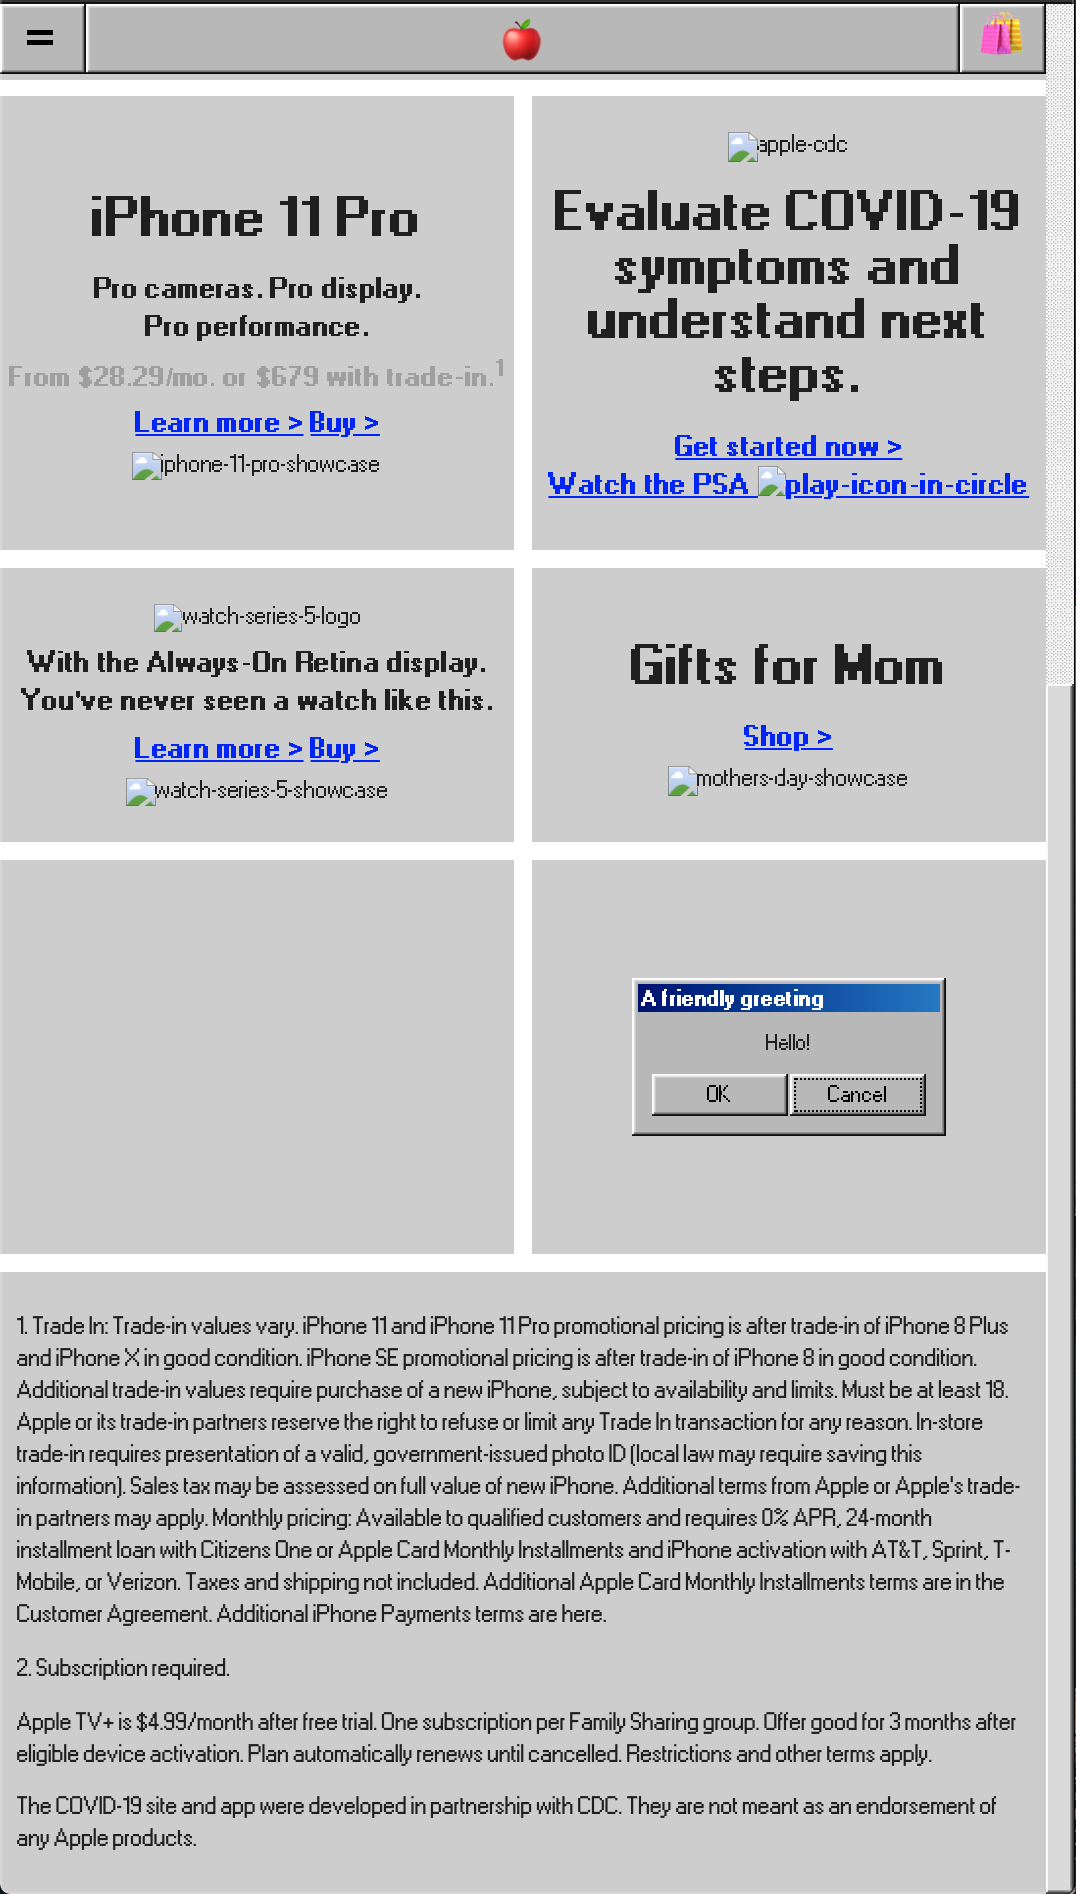 iPhone 11 Pro
Pro cameras. Pro display.
Pro performance.
From $28.29/mo. or $679 with trade-in.1
Learn more > Buy >
iphone-11-pro-showcase
apple-cdc
Evaluate COVID-19
symptoms and
understand next
steps.
Get started now >
Watch the PSA play-icon-in-circle
watch-series-5-logo
With the Always-On Retina display.
You've never seen a watch like this.
Learn more > Buy >
watch-series-5-showcase
Gifts for Mom
Shop >
mothers-day-showcase
A friendly greeting
Hello!
OK
Cancel
1. Trade In: Trade-in values vary. iPhone 11 and iPhone 11 Pro promotional pricing is after trade-in of iPhone 8 Plus
and iPhone X in good condition. iPhone SE promotional pricing is after trade-in of iPhone 8 in good condition.
Additional trade-in values require purchase of a new iPhone, subject to availability and limits. Must be at least 18.
Apple or its trade-in partners reserve the right to refuse or limit any Trade In transaction for any reason. In-store
trade-in requires presentation of a valid, government-issued photo ID (local law may require saving this
information). Sales tax may be assessed on full value of new iPhone. Additional terms from Apple or Apple's trade-
in partners may apply. Monthly pricing: Available to qualified customers and requires 0% APR, 24-month
installment loan with Citizens One or Apple Card Monthly Installments and iPhone activation with AT&T, Sprint, T-
Mobile, or Verizon. Taxes and shipping not included. Additional Apple Card Monthly Installments terms are in the
Customer Agreement. Additional iPhone Payments terms are here.
2. Subscription required.
Apple TV+ is $4.99/month after free trial. One subscription per Family Sharing group. Offer good for 3 months after
eligible device activation. Plan automatically renews until cancelled. Restrictions and other terms apply.
The COVID-19 site and app were developed in partnership with CDC. They are not meant as an endorsement of
any Apple products.